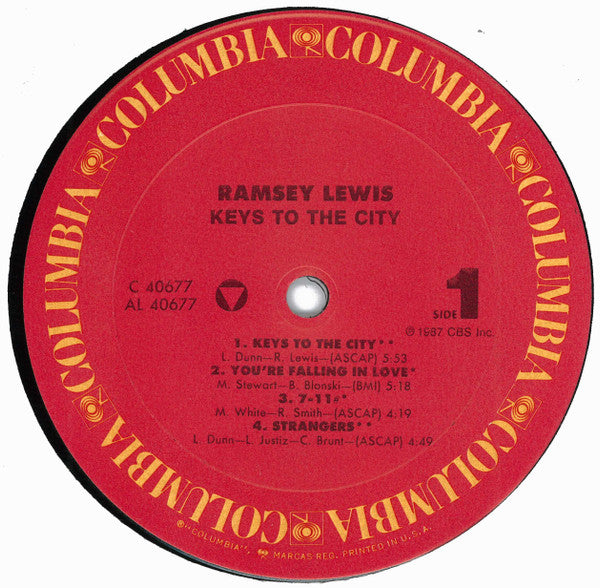 COLUMBIA COLUMBIA COLUMBIA COLUMBIA COLUMBIA COLUMBIA COLUMBIA COLUMBIA
RAMSEY LEWIS
KEYS TO THE CITY
C 40677
AL 40677
SIDE 1
℗ 1987 CBS Inc.
1. KEYS TO THE CITY**
L. Dunn—R. Lewis—(ASCAP) 5:53
2. YOU'RE FALLING IN LOVE*
M. Stewart—B. Blonski—(BMI) 5:18
3. 7-11#*
M. White—R. Smith—(ASCAP) 4:19
4. STRANGERS**
L. Dunn—L. Justiz—C. Brunt—(ASCAP) 4:49
®"COLUMBIA", MARCAS REG. PRINTED IN U.S.A.